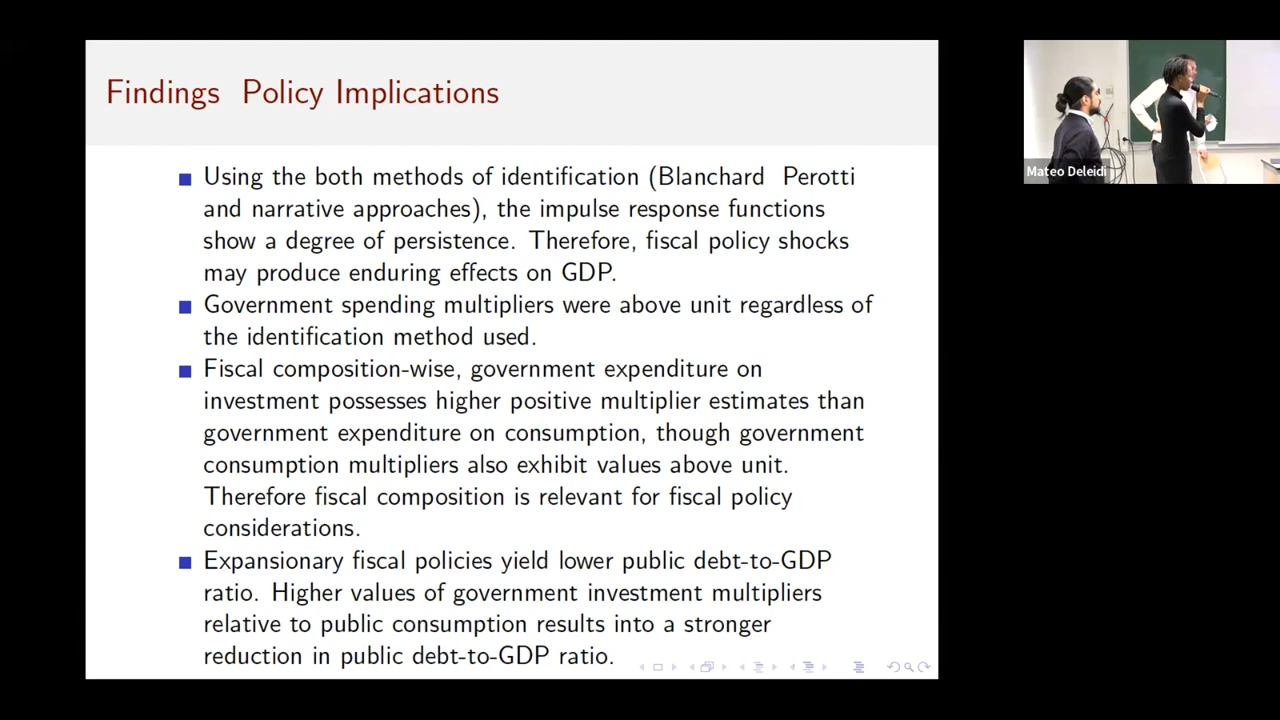 Findings Policy Implications
Using the both methods of identification (Blanchard Perotti
and narrative approaches), the impulse response functions
show a degree of persistence. Therefore, fiscal policy shocks
may produce enduring effects on GDP.
Government spending multipliers were above unit regardless of
the identification method used.
Fiscal composition-wise, government expenditure on
investment possesses higher positive multiplier estimates than
government expenditure on consumption, though government
consumption multipliers also exhibit values above unit.
Therefore fiscal composition is relevant for fiscal policy
considerations.
Expansionary fiscal policies yield lower public debt-to-GDP
ratio. Higher values of government investment multipliers
relative to public consumption results into a stronger
reduction in public debt-to-GDP ratio.
Mateo Deleidi